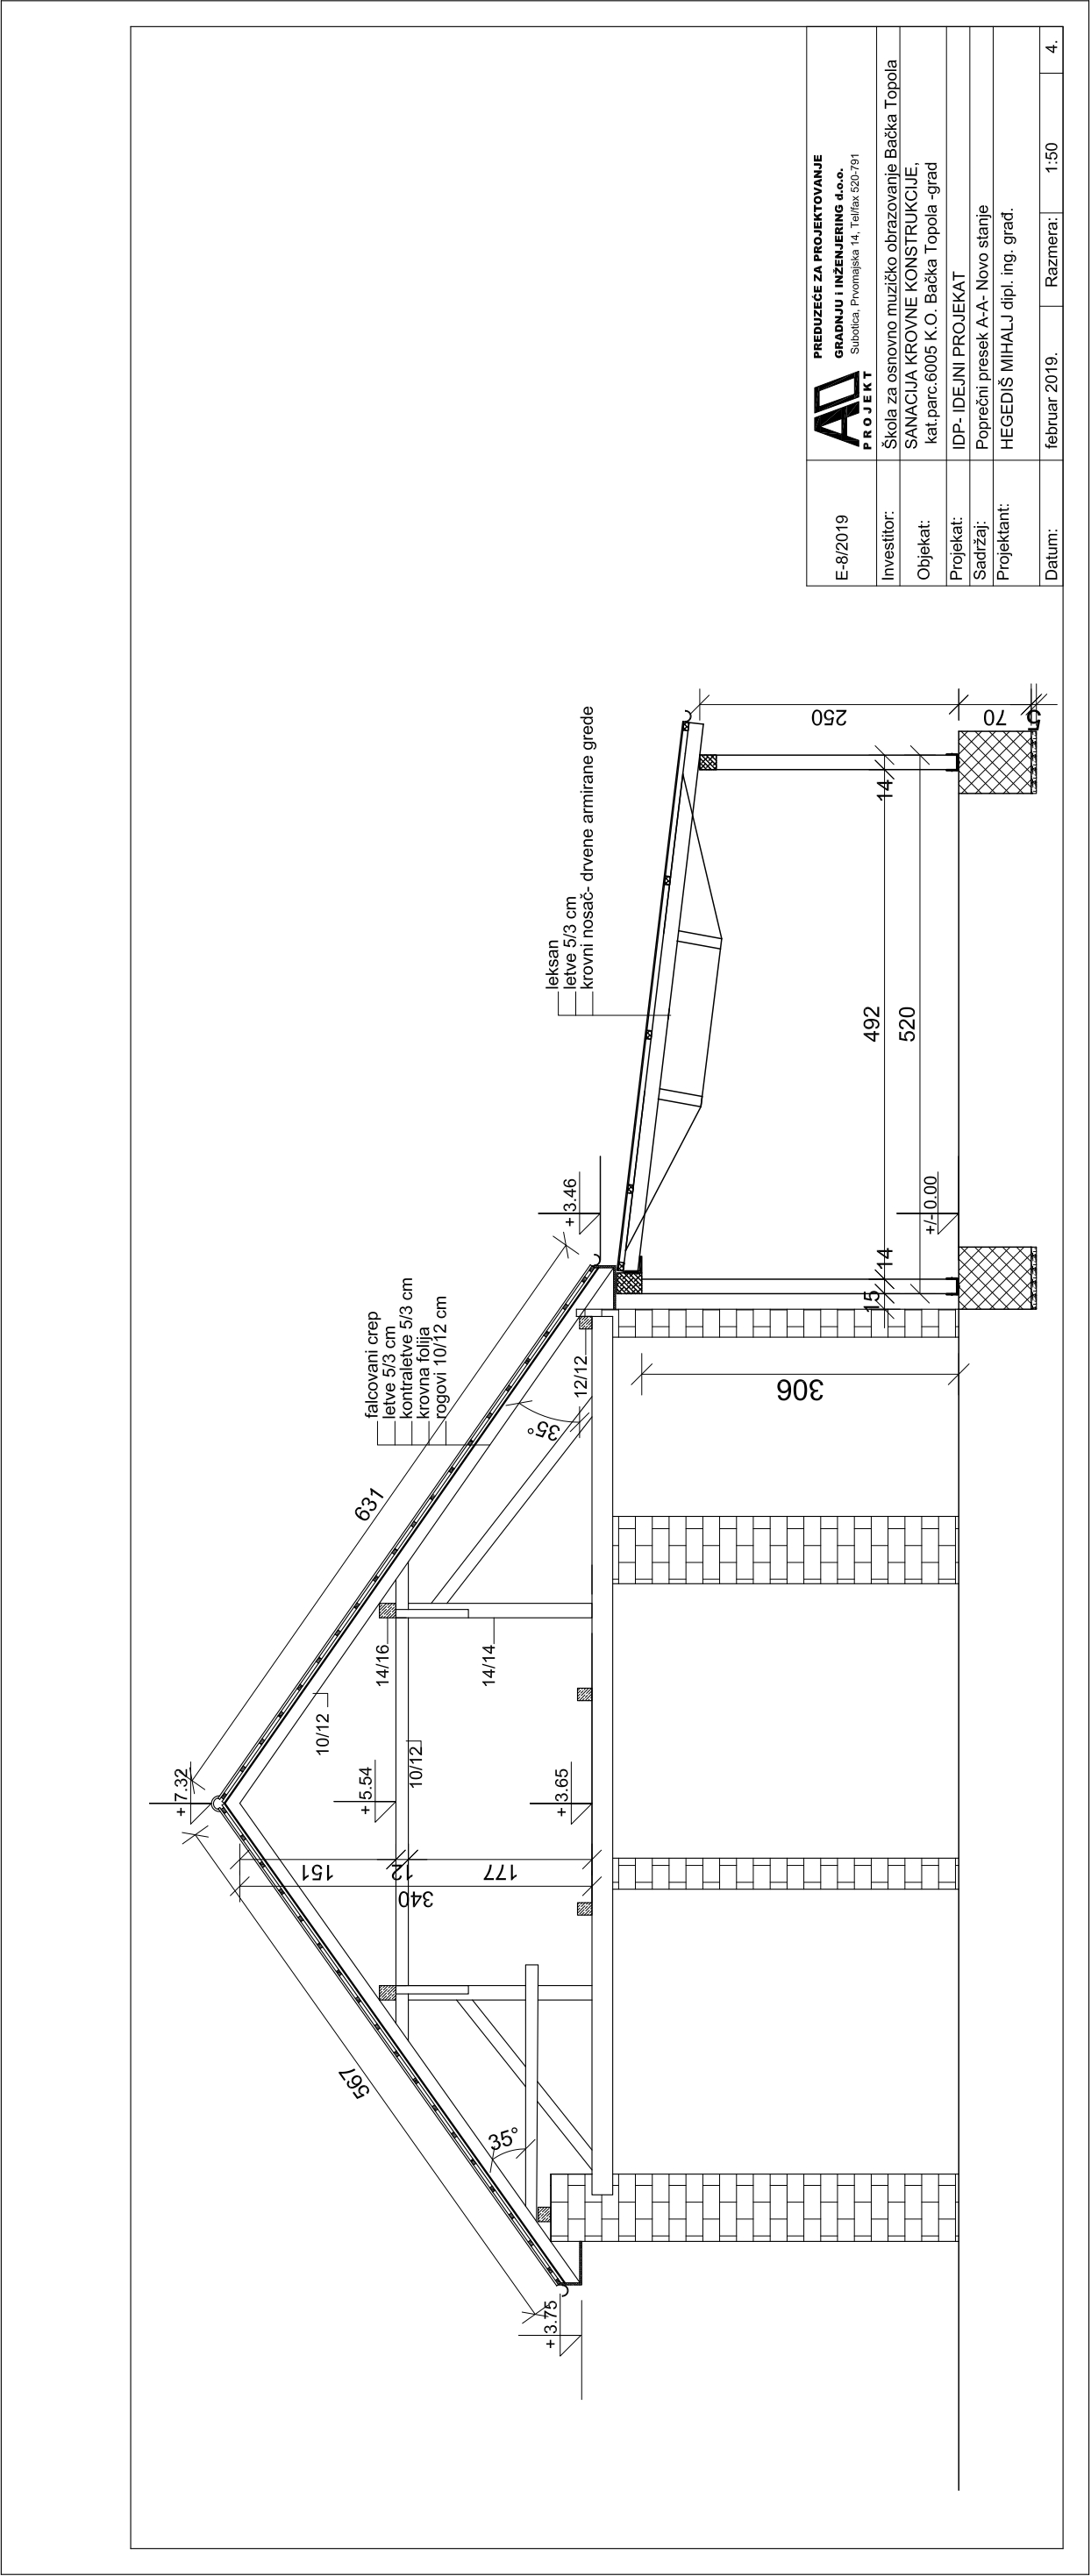 + 7.32
+ 5.54
+ 3.65
+ 3.75
+ 3.46
+/- 0.00
567
631
35°
35°
151
12
177
340
10/12
10/12
14/16
14/14
12/12
falcovani crep
letve 5/3 cm
kontraletve 5/3 cm
krovna folija
rogovi 10/12 cm
leksan
letve 5/3 cm
krovni nosač- drvene armirane grede
306
15
14
492
14
520
250
70
5
E-8/2019
AD
PROJEKT
PREDUZEĆE ZA PROJEKTOVANJE
GRADNJU i INŽENJERING d.o.o.
Subotica, Prvomajska 14, Tel/fax 520-791
Investitor: Škola za osnovno muzičko obrazovanje Bačka Topola
Objekat: SANACIJA KROVNE KONSTRUKCIJE,
kat.parc.6005 K.O. Bačka Topola -grad
Projekat: IDP- IDEJNI PROJEKAT
Sadržaj: Poprečni presek A-A- Novo stanje
Projektant: HEGEDIŠ MIHALJ dipl. ing. građ.
Datum: februar 2019. Razmera: 1:50 4.